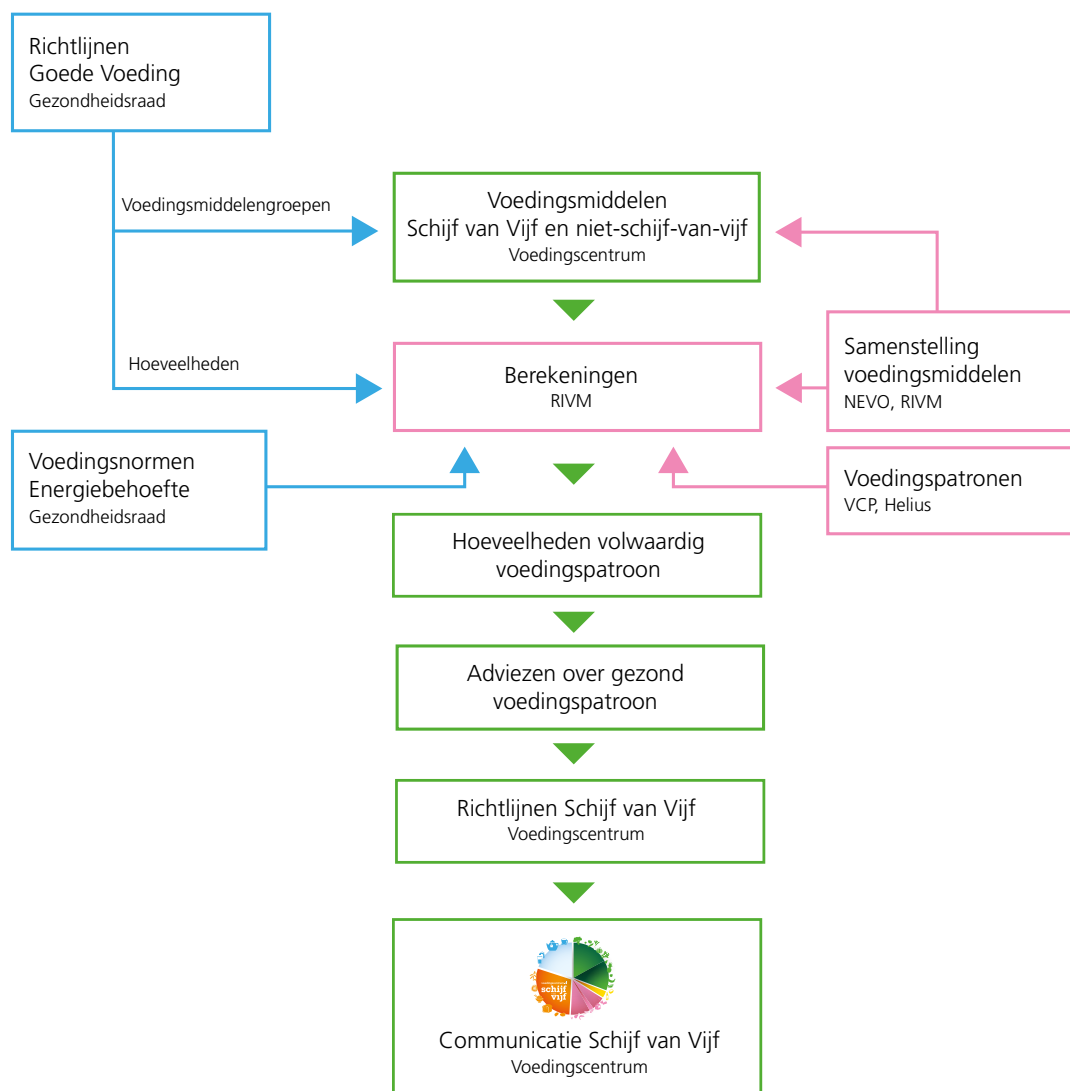 Richtlijnen
Goede Voeding
Gezondheidsraad
Voedingsmiddelengroepen
Voedingsmiddelen
Schijf van Vijf en niet-schijf-van-vijf
Voedingscentrum
Hoeveelheden
Berekeningen
RIVM
Samenstelling
voedingsmiddelen
NEVO, RIVM
Voedingsnormen
Energiebehoefte
Gezondheidsraad
Voedingspatronen
VCP, Helius
Hoeveelheden volwaardig
voedingspatroon
Adviezen over gezond
voedingspatroon
Richtlijnen Schijf van Vijf
Voedingscentrum
schijf
vijf
Communicatie Schijf van Vijf
Voedingscentrum